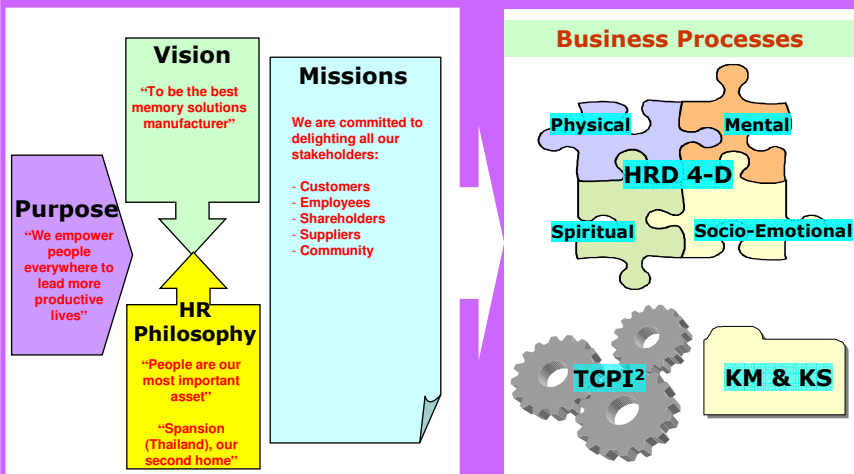 Purpose
“We empower
people
everywhere to
lead more
productive
lives”
Vision
“To be the best
memory solutions
manufacturer”
HR
Philosophy
“People are our
most important
asset”
“Spansion
(Thailand), our
second home”
Missions
We are committed to
delighting all our
stakeholders:
- Customers
- Employees
- Shareholders
- Suppliers
- Community
Business Processes
Physical
Mental
HRD 4-D
Spiritual
Socio-Emotional
TCPI²
KM & KS